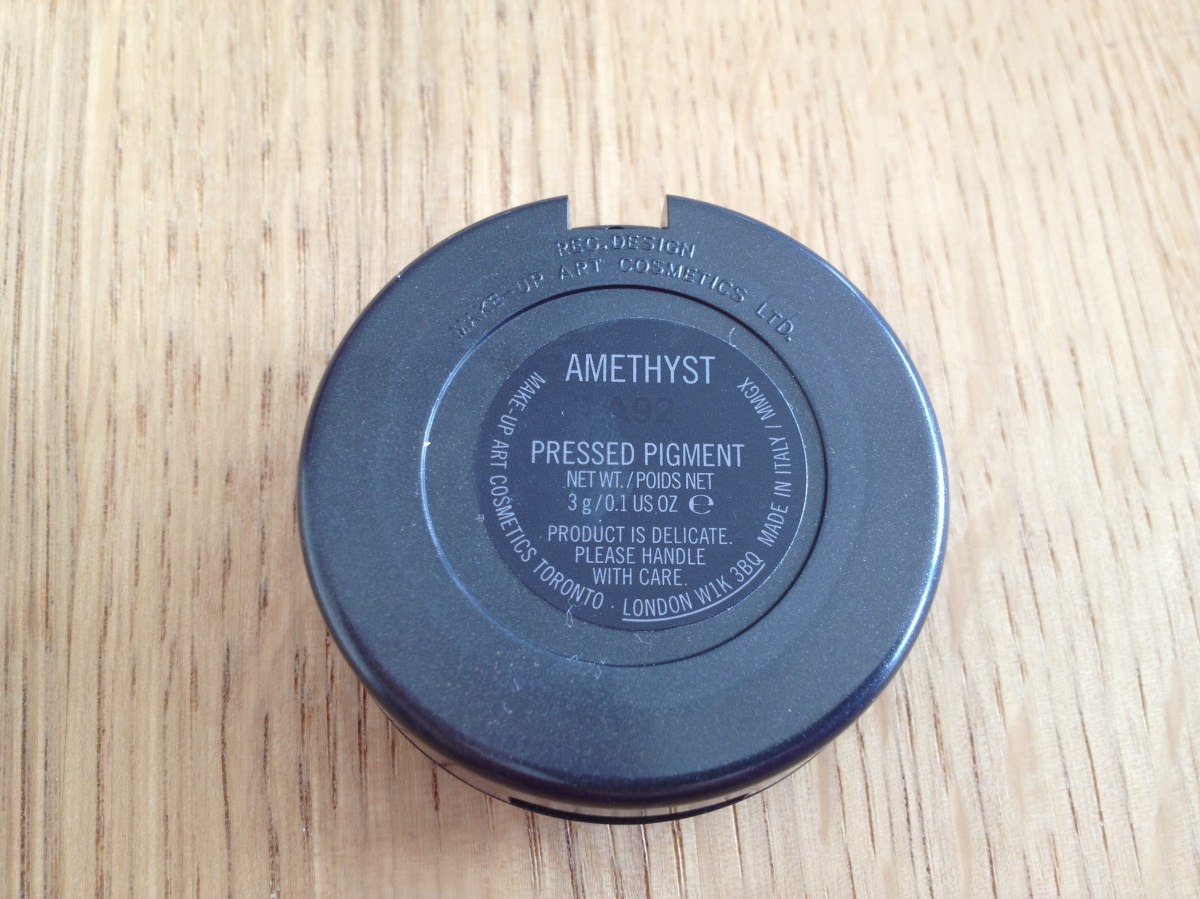 REG. DESIGN
MAKE-UP ART COSMETICS LTD.
AMETHYST
A92
PRESSED PIGMENT
NET WT./POIDS NET
3 g/0.1 US OZ ℮
PRODUCT IS DELICATE.
PLEASE HANDLE
WITH CARE.
MAKE-UP ART COSMETICS TORONTO · LONDON W1K 3BQ MADE IN ITALY / MMGX